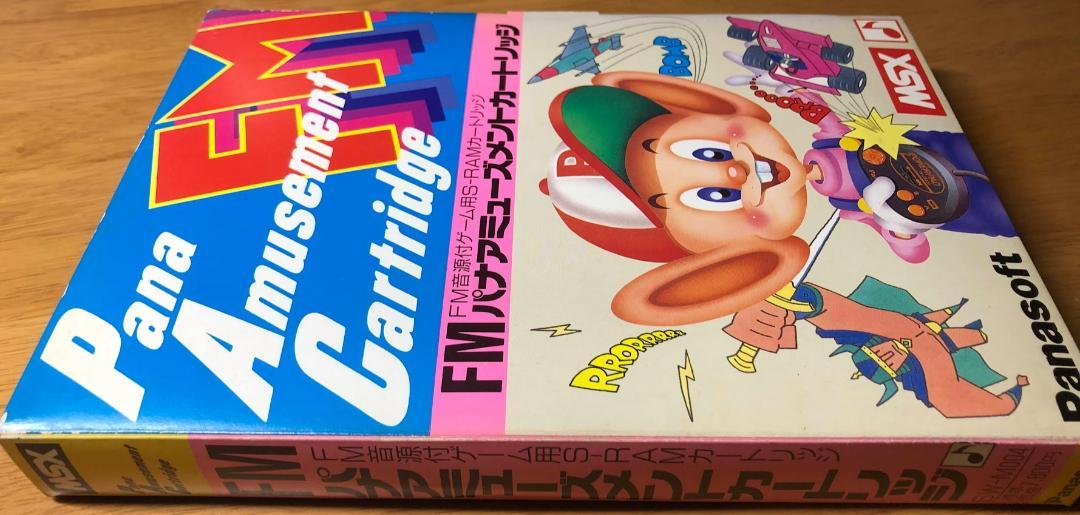 FM
Pana
Amusement
Cartridge
FM音源付ゲーム用S-RAMカートリッジ
FMパナアミューズメントカートリッジ
MSX
BOMB
RRORRRRR..
Panasoft
MSX
Amusement
FM音源付ゲーム用S-RAMカートリッジ
FMパナアミューズメントカートリッジ